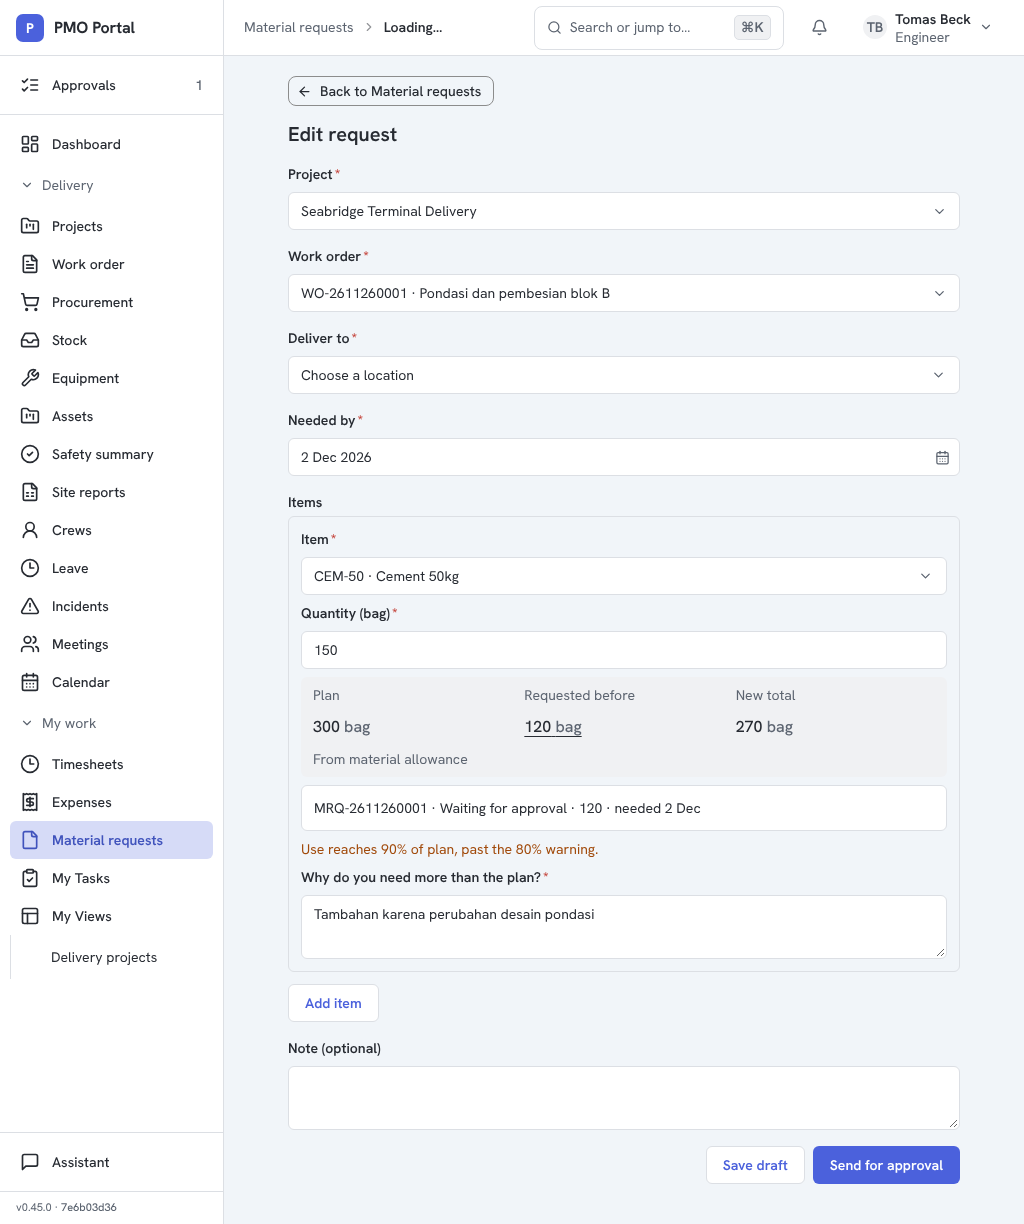 P PMO Portal
Material requests > Loading...
Search or jump to...
⌘K
TB
Tomas Beck
Engineer
Approvals 1
Dashboard
Delivery
Projects
Work order
Procurement
Stock
Equipment
Assets
Safety summary
Site reports
Crews
Leave
Incidents
Meetings
Calendar
My work
Timesheets
Expenses
Material requests
My Tasks
My Views
Delivery projects
Assistant
v0.45.0 · 7e6b03d36
Back to Material requests
Edit request
Project*
Seabridge Terminal Delivery
Work order*
WO-2611260001 · Pondasi dan pembesian blok B
Deliver to*
Choose a location
Needed by*
2 Dec 2026
Items
Item*
CEM-50 · Cement 50kg
Quantity (bag)*
150
Plan Requested before New total
300 bag 120 bag 270 bag
From material allowance
MRQ-2611260001 · Waiting for approval · 120 · needed 2 Dec
Use reaches 90% of plan, past the 80% warning.
Why do you need more than the plan?*
Tambahan karena perubahan desain pondasi
Add item
Note (optional)
Save draft
Send for approval